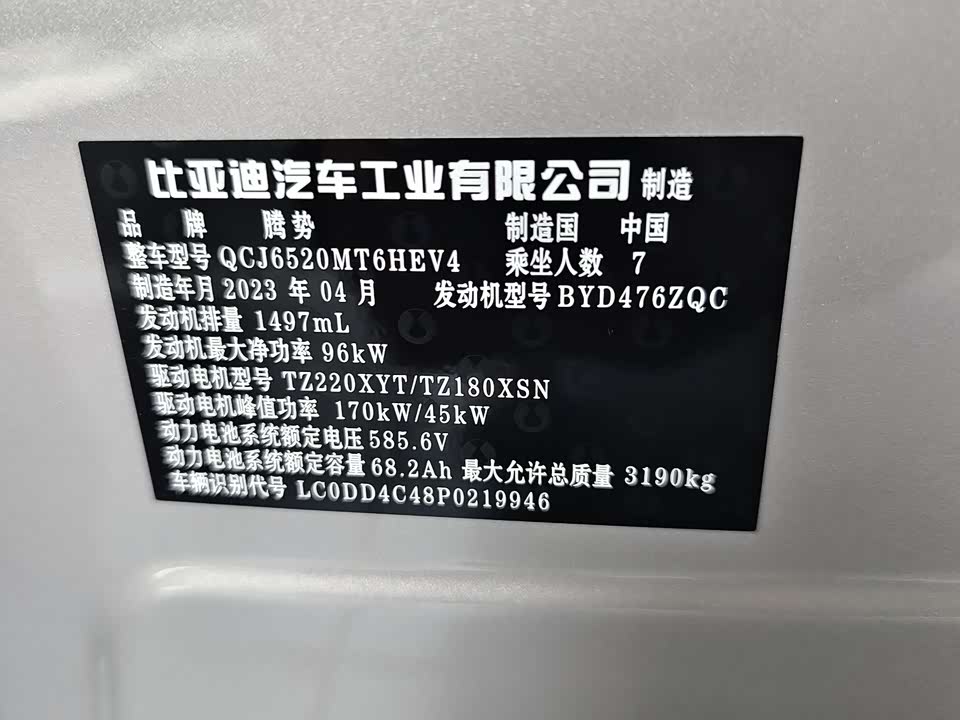 比亚迪汽车工业有限公司 制造
品 牌 腾势 制造国 中国
整车型号 QCJ6520MT6HEV4 乘坐人数 7
制造年月 2023 年 04 月 发动机型号 BYD476ZQC
发动机排量 1497mL
发动机最大净功率 96kW
驱动电机型号 TZ220XYT/TZ180XSN
驱动电机峰值功率 170kW/45kW
动力电池系统额定电压 585.6V
动力电池系统额定容量 68.2Ah 最大允许总质量 3190kg
车辆识别代号 LC0DD4C48P0219946